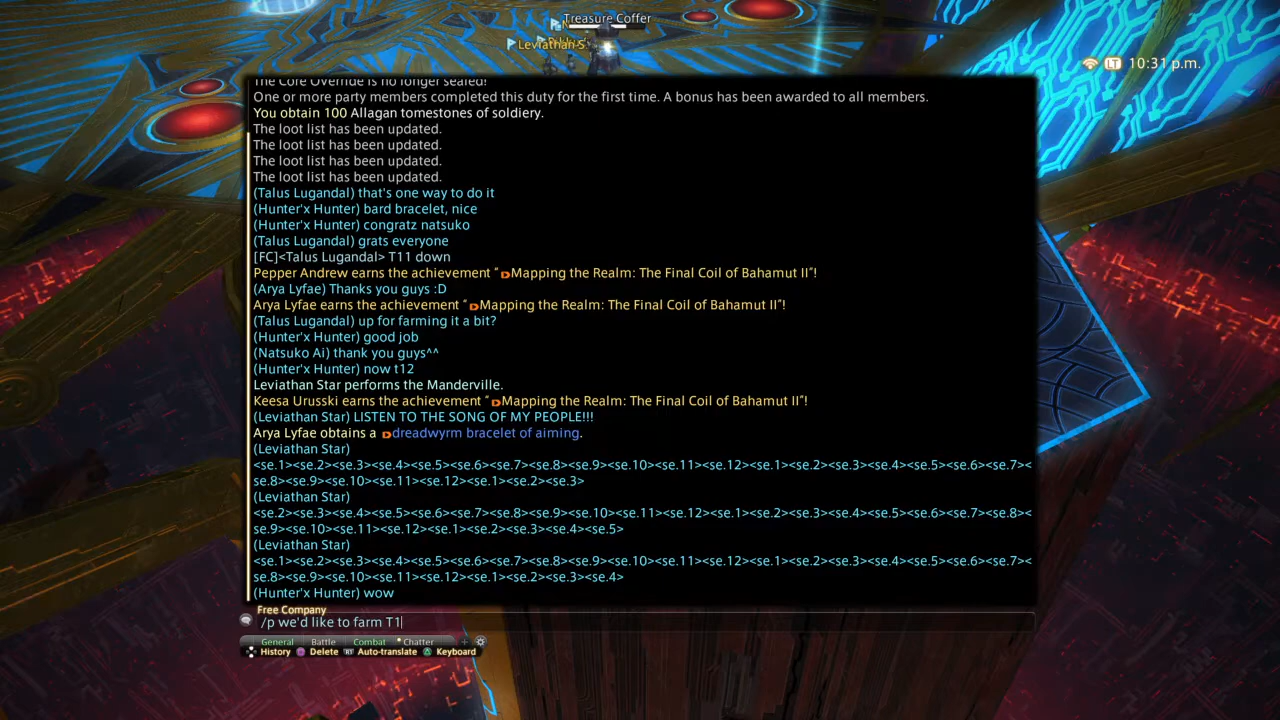 Treasure Coffer
Leviathan S
LT 10:31 p.m.
The Core Override is no longer sealed!
One or more party members completed this duty for the first time. A bonus has been awarded to all members.
You obtain 100 Allagan tomestones of soldiery.
The loot list has been updated.
The loot list has been updated.
The loot list has been updated.
The loot list has been updated.
(Talus Lugandal) that's one way to do it
(Hunter'x Hunter) bard bracelet, nice
(Hunter'x Hunter) congratz natsuko
(Talus Lugandal) grats everyone
[FC]<Talus Lugandal> T11 down
Pepper Andrew earns the achievement “Mapping the Realm: The Final Coil of Bahamut II”!
(Arya Lyfae) Thanks you guys :D
Arya Lyfae earns the achievement “Mapping the Realm: The Final Coil of Bahamut II”!
(Talus Lugandal) up for farming it a bit?
(Hunter'x Hunter) good job
(Natsuko Ai) thank you guys^^
(Hunter'x Hunter) now t12
Leviathan Star performs the Manderville.
Keesa Urusski earns the achievement “Mapping the Realm: The Final Coil of Bahamut II”!
(Leviathan Star) LISTEN TO THE SONG OF MY PEOPLE!!!
Arya Lyfae obtains a dreadwyrm bracelet of aiming.
(Leviathan Star)
<se.1><se.2><se.3><se.4><se.5><se.6><se.7><se.8><se.9><se.10><se.11><se.12><se.1><se.2><se.3><se.4><se.5><se.6><se.7><
se.8><se.9><se.10><se.11><se.12><se.1><se.2><se.3>
(Leviathan Star)
<se.2><se.3><se.4><se.5><se.6><se.7><se.8><se.9><se.10><se.11><se.12><se.1><se.2><se.3><se.4><se.5><se.6><se.7><se.8><
se.9><se.10><se.11><se.12><se.1><se.2><se.3><se.4><se.5>
(Leviathan Star)
<se.1><se.2><se.3><se.4><se.5><se.6><se.7><se.8><se.9><se.10><se.11><se.12><se.1><se.2><se.3><se.4><se.5><se.6><se.7><
se.8><se.9><se.10><se.11><se.12><se.1><se.2><se.3><se.4>
(Hunter'x Hunter) wow
Free Company
/p we'd like to farm T1
General Battle Combat Chatter
History Delete RT Auto-translate Keyboard